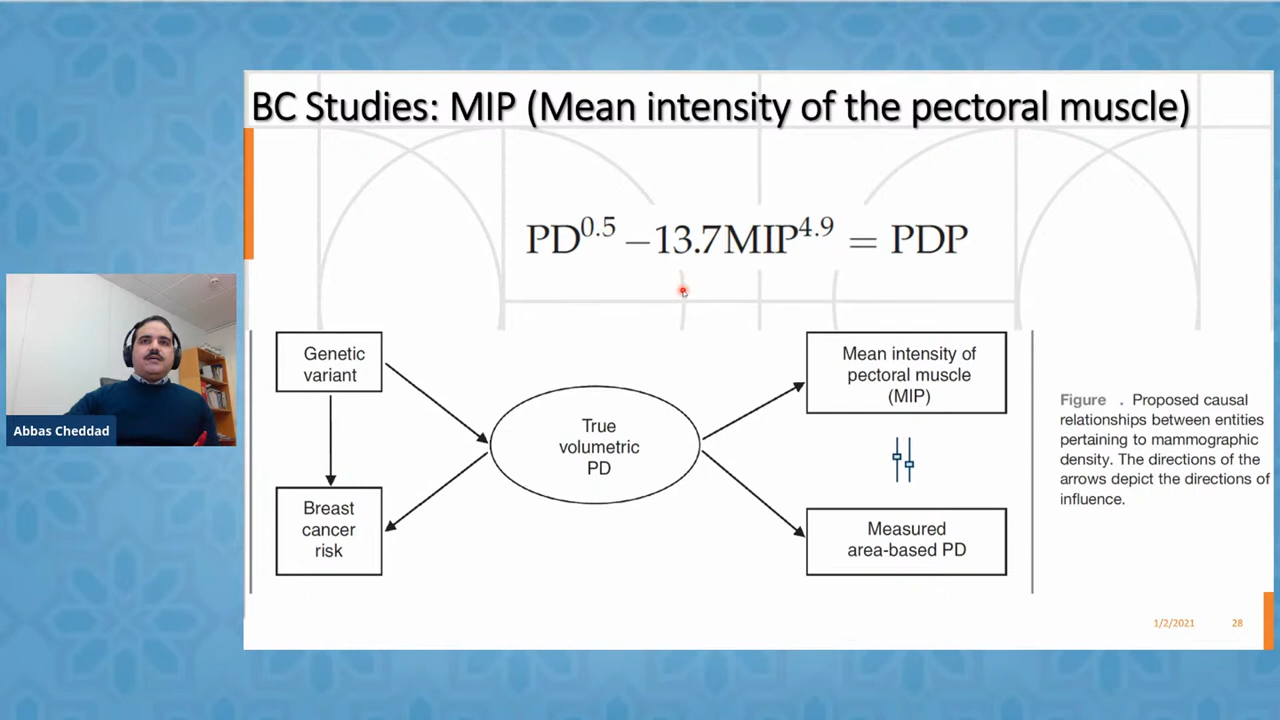 BC Studies: MIP (Mean intensity of the pectoral muscle)
PD^0.5 −13.7MIP^4.9 = PDP
Genetic
variant
Breast
cancer
risk
True
volumetric
PD
Mean intensity of
pectoral muscle
(MIP)
Measured
area-based PD
Figure . Proposed causal
relationships between entities
pertaining to mammographic
density. The directions of the
arrows depict the directions of
influence.
Abbas Cheddad
1/2/2021 28